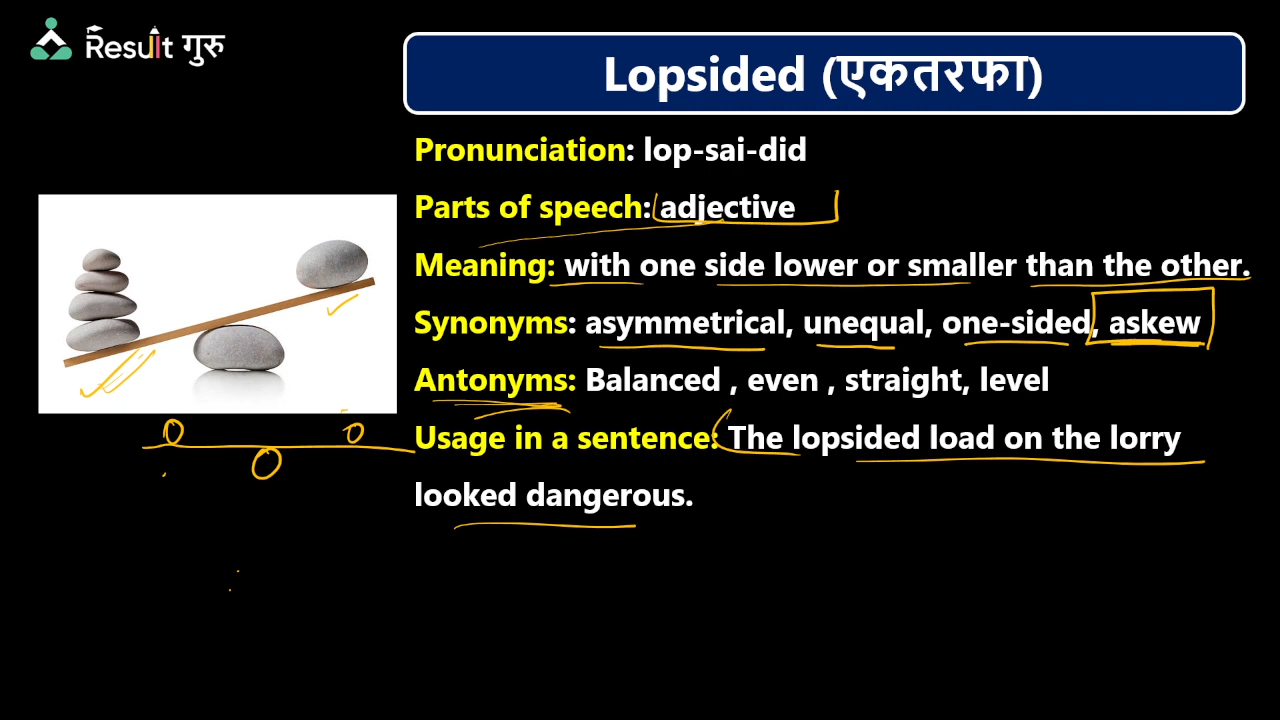 Result गुरु
Lopsided (एकतरफा)
Pronunciation: lop-sai-did
Parts of speech: adjective
Meaning: with one side lower or smaller than the other.
Synonyms: asymmetrical, unequal, one-sided, askew
Antonyms: Balanced , even , straight, level
Usage in a sentence: The lopsided load on the lorry
looked dangerous.